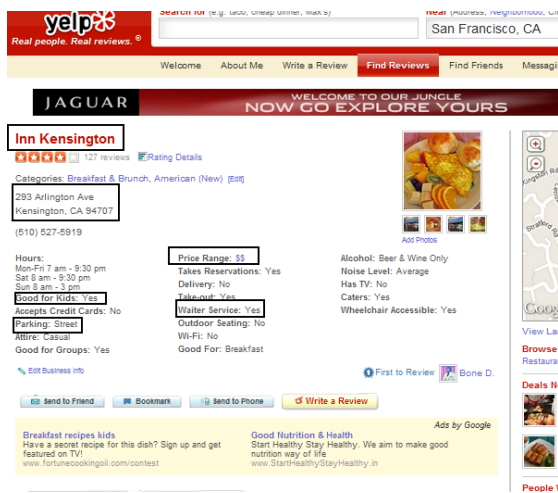 yelp
Search for (e.g. taco, cheap dinner, Max's)
Near (Address, Neighborhood, Ci
Real people. Real reviews. ®
San Francisco, CA
Welcome About Me Write a Review Find Reviews Find Friends Messagi
JAGUAR
WELCOME TO OUR JUNGLE
NOW GO EXPLORE YOURS
Inn Kensington
127 reviews Rating Details
Categories: Breakfast & Brunch, American (New) [Edit]
293 Arlington Ave
Kensington, CA 94707
(510) 527-5919
Add Photos
Hours:
Mon-Fri 7 am - 9:30 pm
Sat 8 am - 9:30 pm
Sun 8 am - 3 pm
Good for Kids: Yes
Accepts Credit Cards: No
Parking: Street
Attire: Casual
Good for Groups: Yes
Price Range: $$
Takes Reservations: Yes
Delivery: No
Take-out: Yes
Waiter Service: Yes
Outdoor Seating: No
Wi-Fi: No
Good For: Breakfast
Alcohol: Beer & Wine Only
Noise Level: Average
Has TV: No
Caters: Yes
Wheelchair Accessible: Yes
Edit Business Info
First to Review Bone D.
Send to Friend Bookmark Send to Phone Write a Review
Ads by Google
Breakfast recipes kids
Have a secret recipe for this dish? Sign up and get
featured on TV!
www.fortunecookingoil.com/contest
Good Nutrition & Health
Start Healthy Stay Healthy. We aim to make good
nutrition way of life
www.StartHealthyStayHealthy.in
View La
Browse
Restaura
Deals N
People